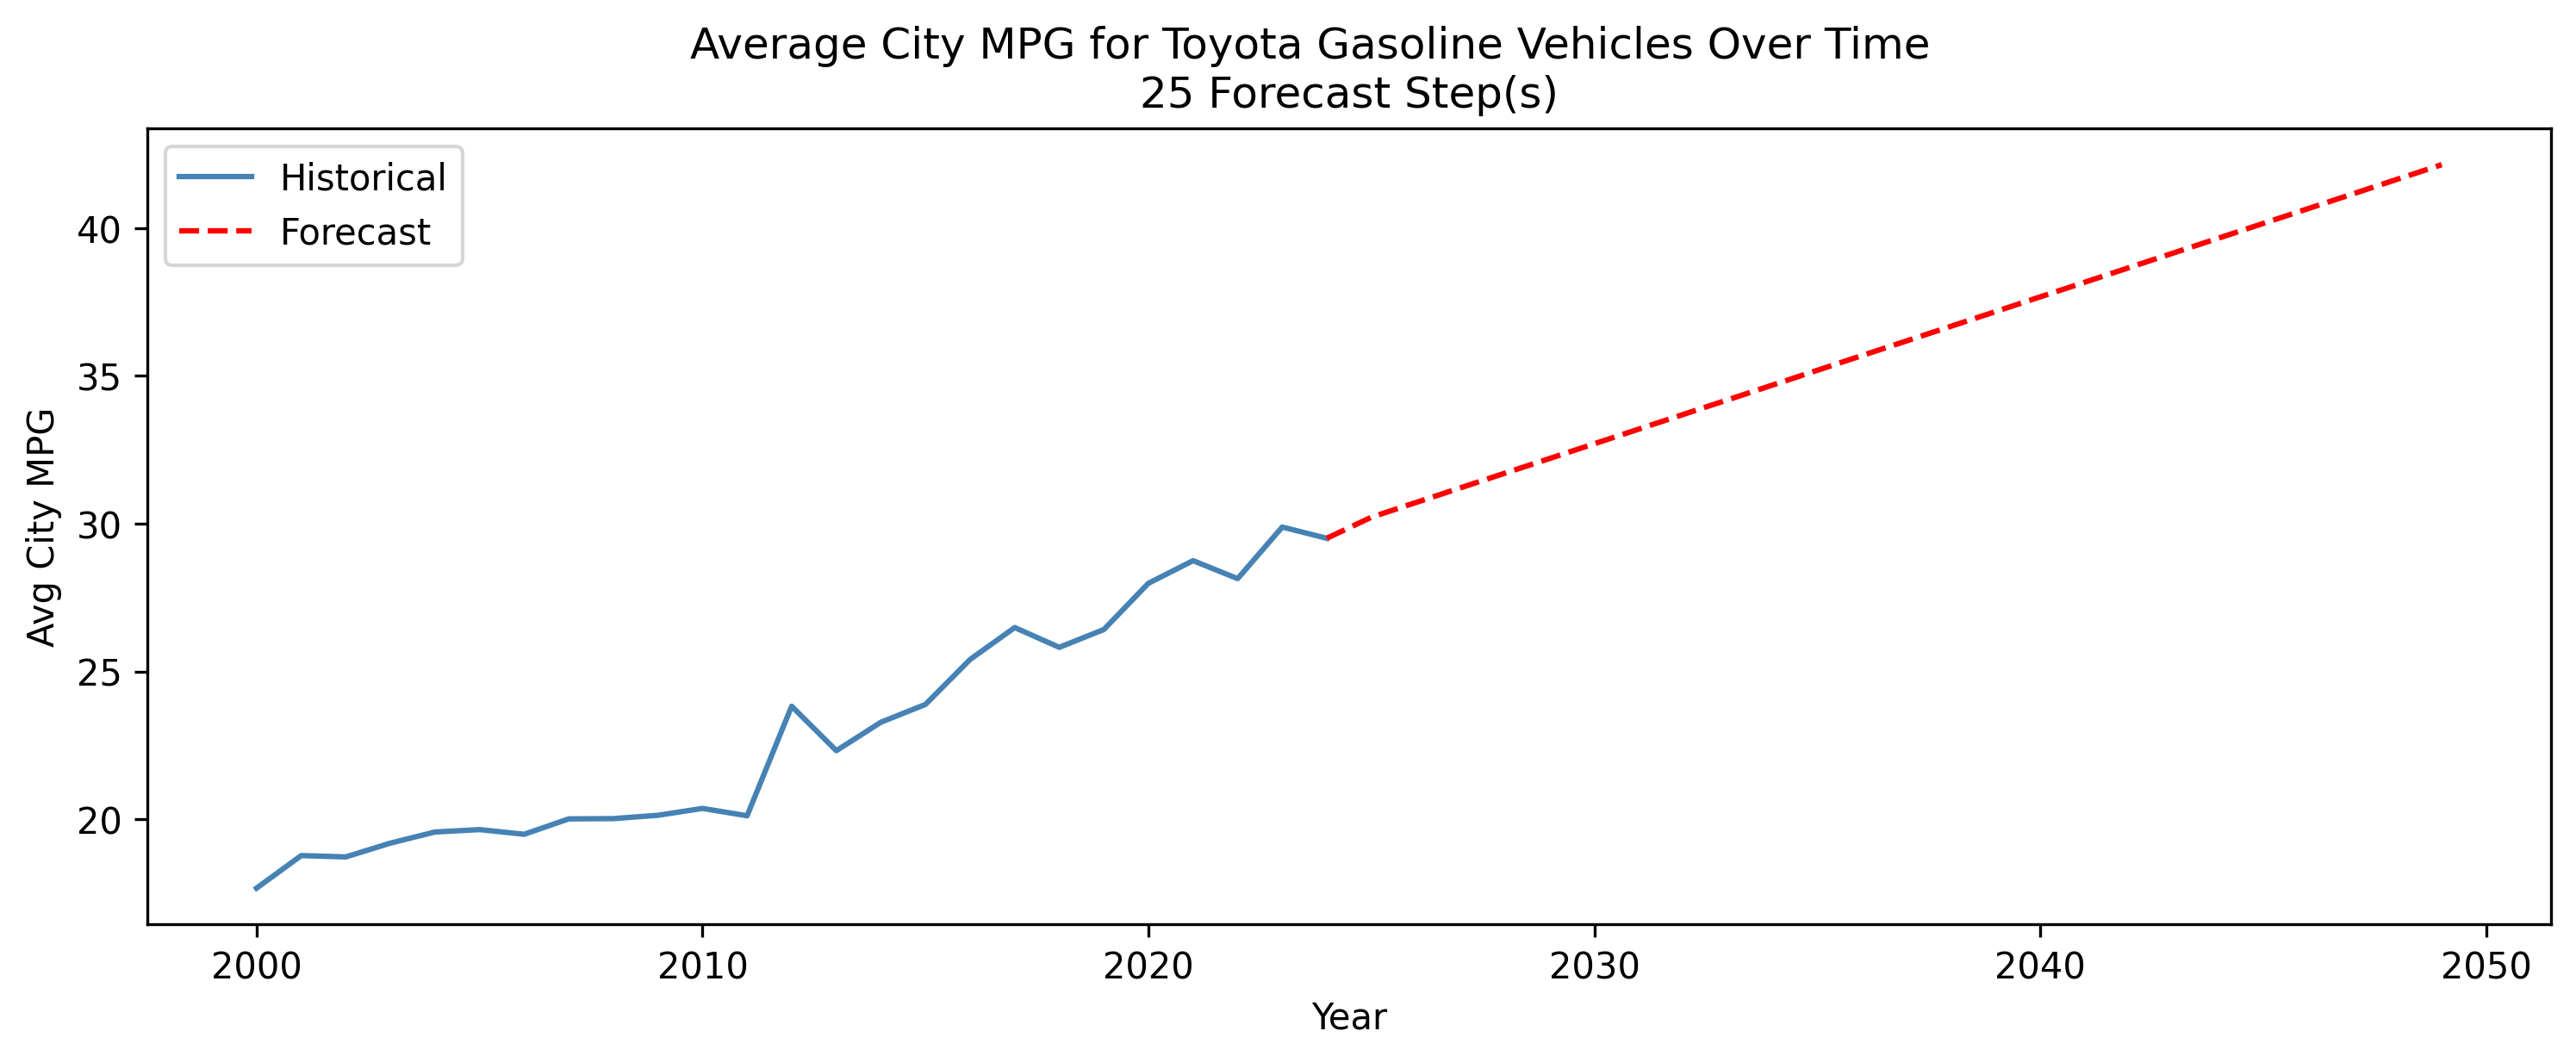 Average City MPG for Toyota Gasoline Vehicles Over Time
25 Forecast Step(s)
Historical
Forecast
Avg City MPG
40
35
30
25
20
2000
2010
2020
2030
2040
2050
Year